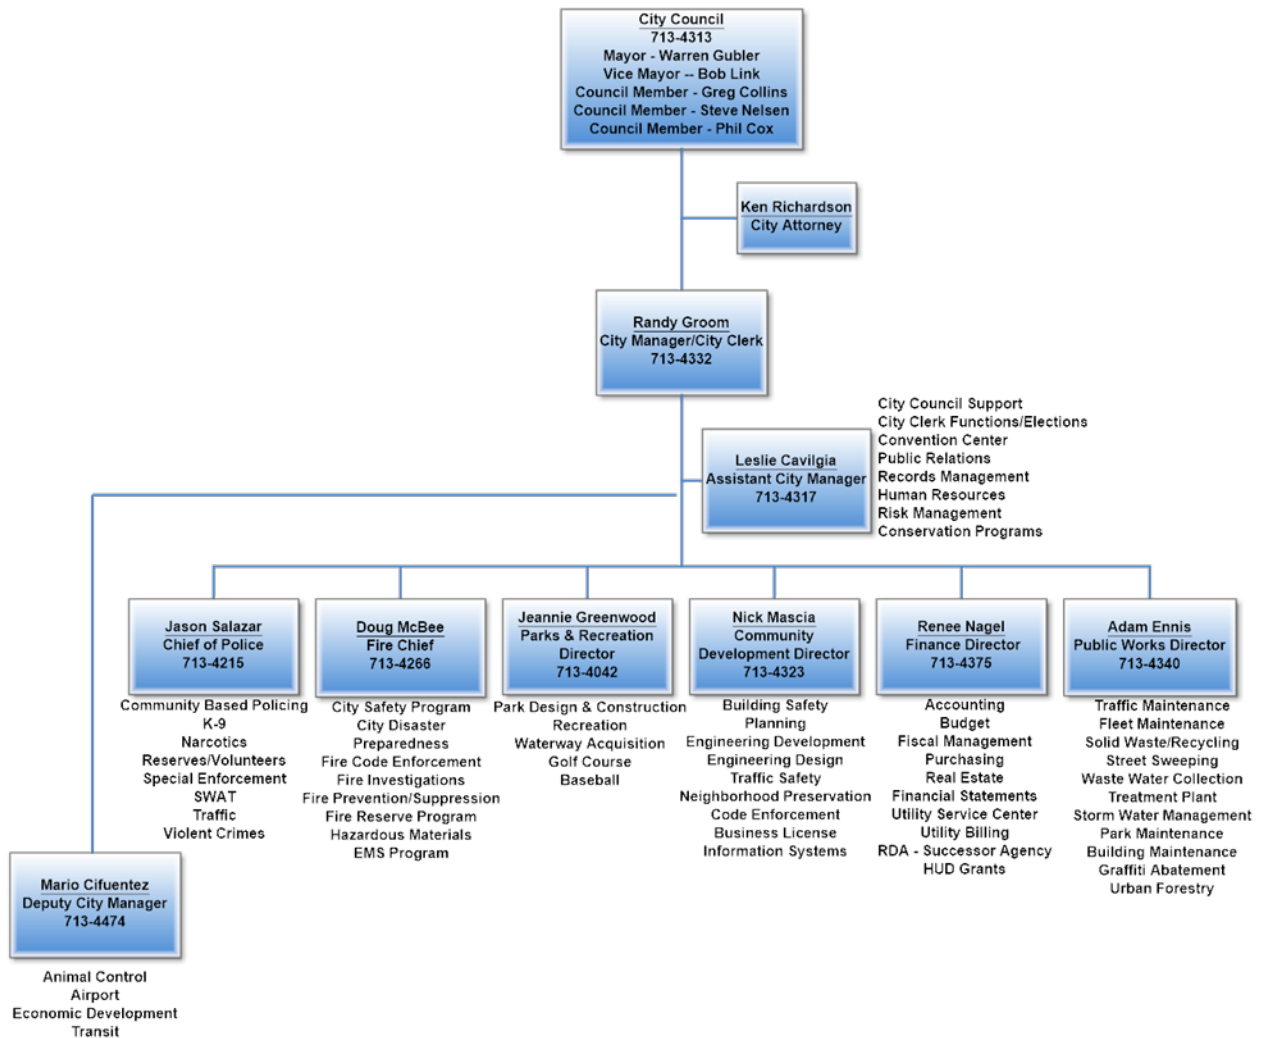 City Council
713-4313
Mayor - Warren Gubler
Vice Mayor -- Bob Link
Council Member - Greg Collins
Council Member - Steve Nelsen
Council Member - Phil Cox
Ken Richardson
City Attorney
Randy Groom
City Manager/City Clerk
713-4332
Leslie Cavilgia
Assistant City Manager
713-4317
City Council Support
City Clerk Functions/Elections
Convention Center
Public Relations
Records Management
Human Resources
Risk Management
Conservation Programs
Jason Salazar
Chief of Police
713-4215
Community Based Policing
K-9
Narcotics
Reserves/Volunteers
Special Enforcement
SWAT
Traffic
Violent Crimes
Doug McBee
Fire Chief
713-4266
City Safety Program
City Disaster
Preparedness
Fire Code Enforcement
Fire Investigations
Fire Prevention/Suppression
Fire Reserve Program
Hazardous Materials
EMS Program
Jeannie Greenwood
Parks & Recreation
Director
713-4042
Park Design & Construction
Recreation
Waterway Acquisition
Golf Course
Baseball
Nick Mascia
Community
Development Director
713-4323
Building Safety
Planning
Engineering Development
Engineering Design
Traffic Safety
Neighborhood Preservation
Code Enforcement
Business License
Information Systems
Renee Nagel
Finance Director
713-4375
Accounting
Budget
Fiscal Management
Purchasing
Real Estate
Financial Statements
Utility Service Center
Utility Billing
RDA - Successor Agency
HUD Grants
Adam Ennis
Public Works Director
713-4340
Traffic Maintenance
Fleet Maintenance
Solid Waste/Recycling
Street Sweeping
Waste Water Collection
Treatment Plant
Storm Water Management
Park Maintenance
Building Maintenance
Graffiti Abatement
Urban Forestry
Mario Cifuentez
Deputy City Manager
713-4474
Animal Control
Airport
Economic Development
Transit